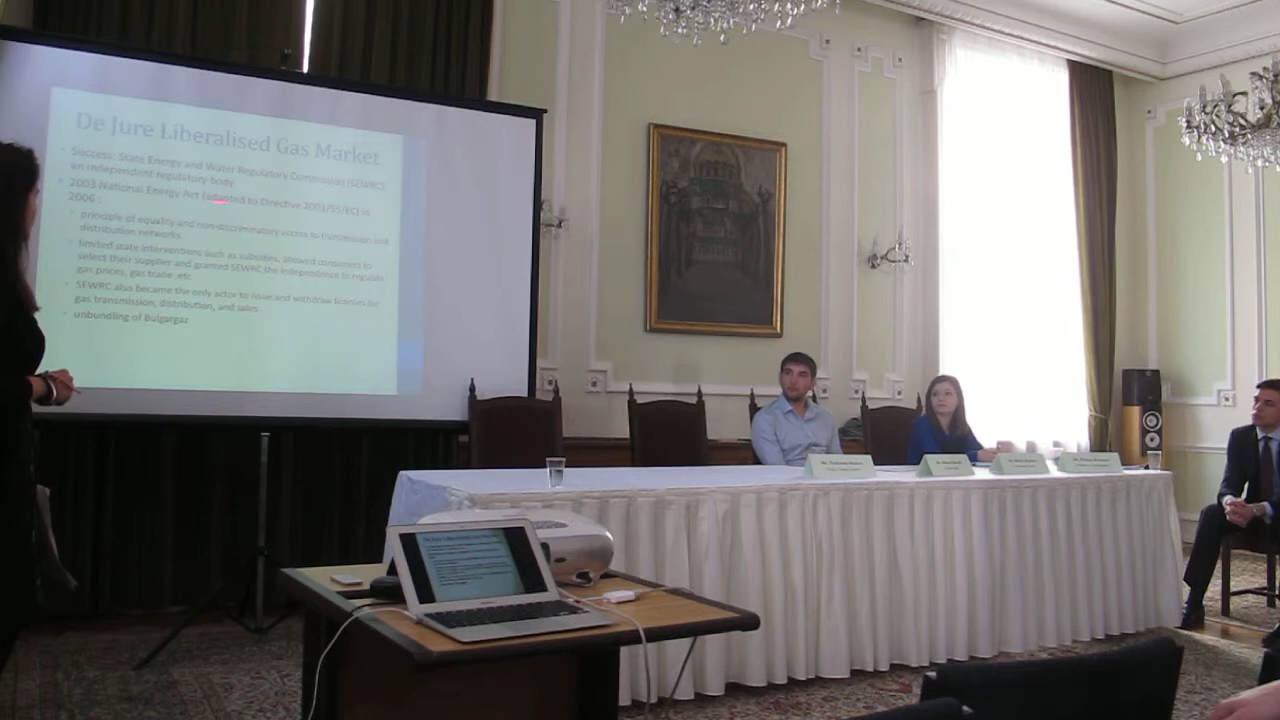 De Jure Liberalised Gas Market
Success: State Energy and Water Regulatory Commission (SEWRC):
an independent regulatory body
2003 National Energy Act (adapted to Directive 2003/55/EC) in
2006 :
principle of equality and non-discriminatory access to transmission and
distribution networks.
limited state interventions such as subsidies, allowed consumers to
select their supplier and granted SEWRC the independence to regulate
gas prices, gas trade etc.
SEWRC also became the only actor to issue and withdraw licenses for
gas transmission, distribution, and sales
unbundling of Bulgargaz